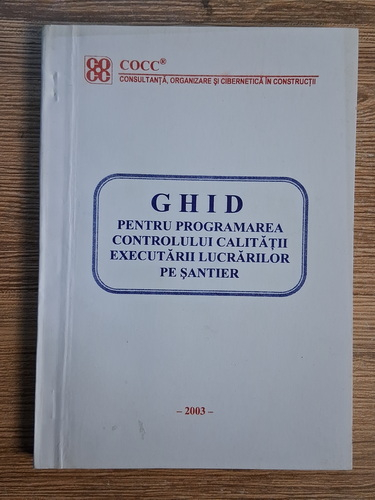 COCC®
CONSULTANȚĂ, ORGANIZARE ȘI CIBERNETICĂ ÎN CONSTRUCȚII
GHID
PENTRU PROGRAMAREA
CONTROLULUI CALITĂȚII
EXECUTĂRII LUCRĂRILOR
PE ȘANTIER
– 2003 –